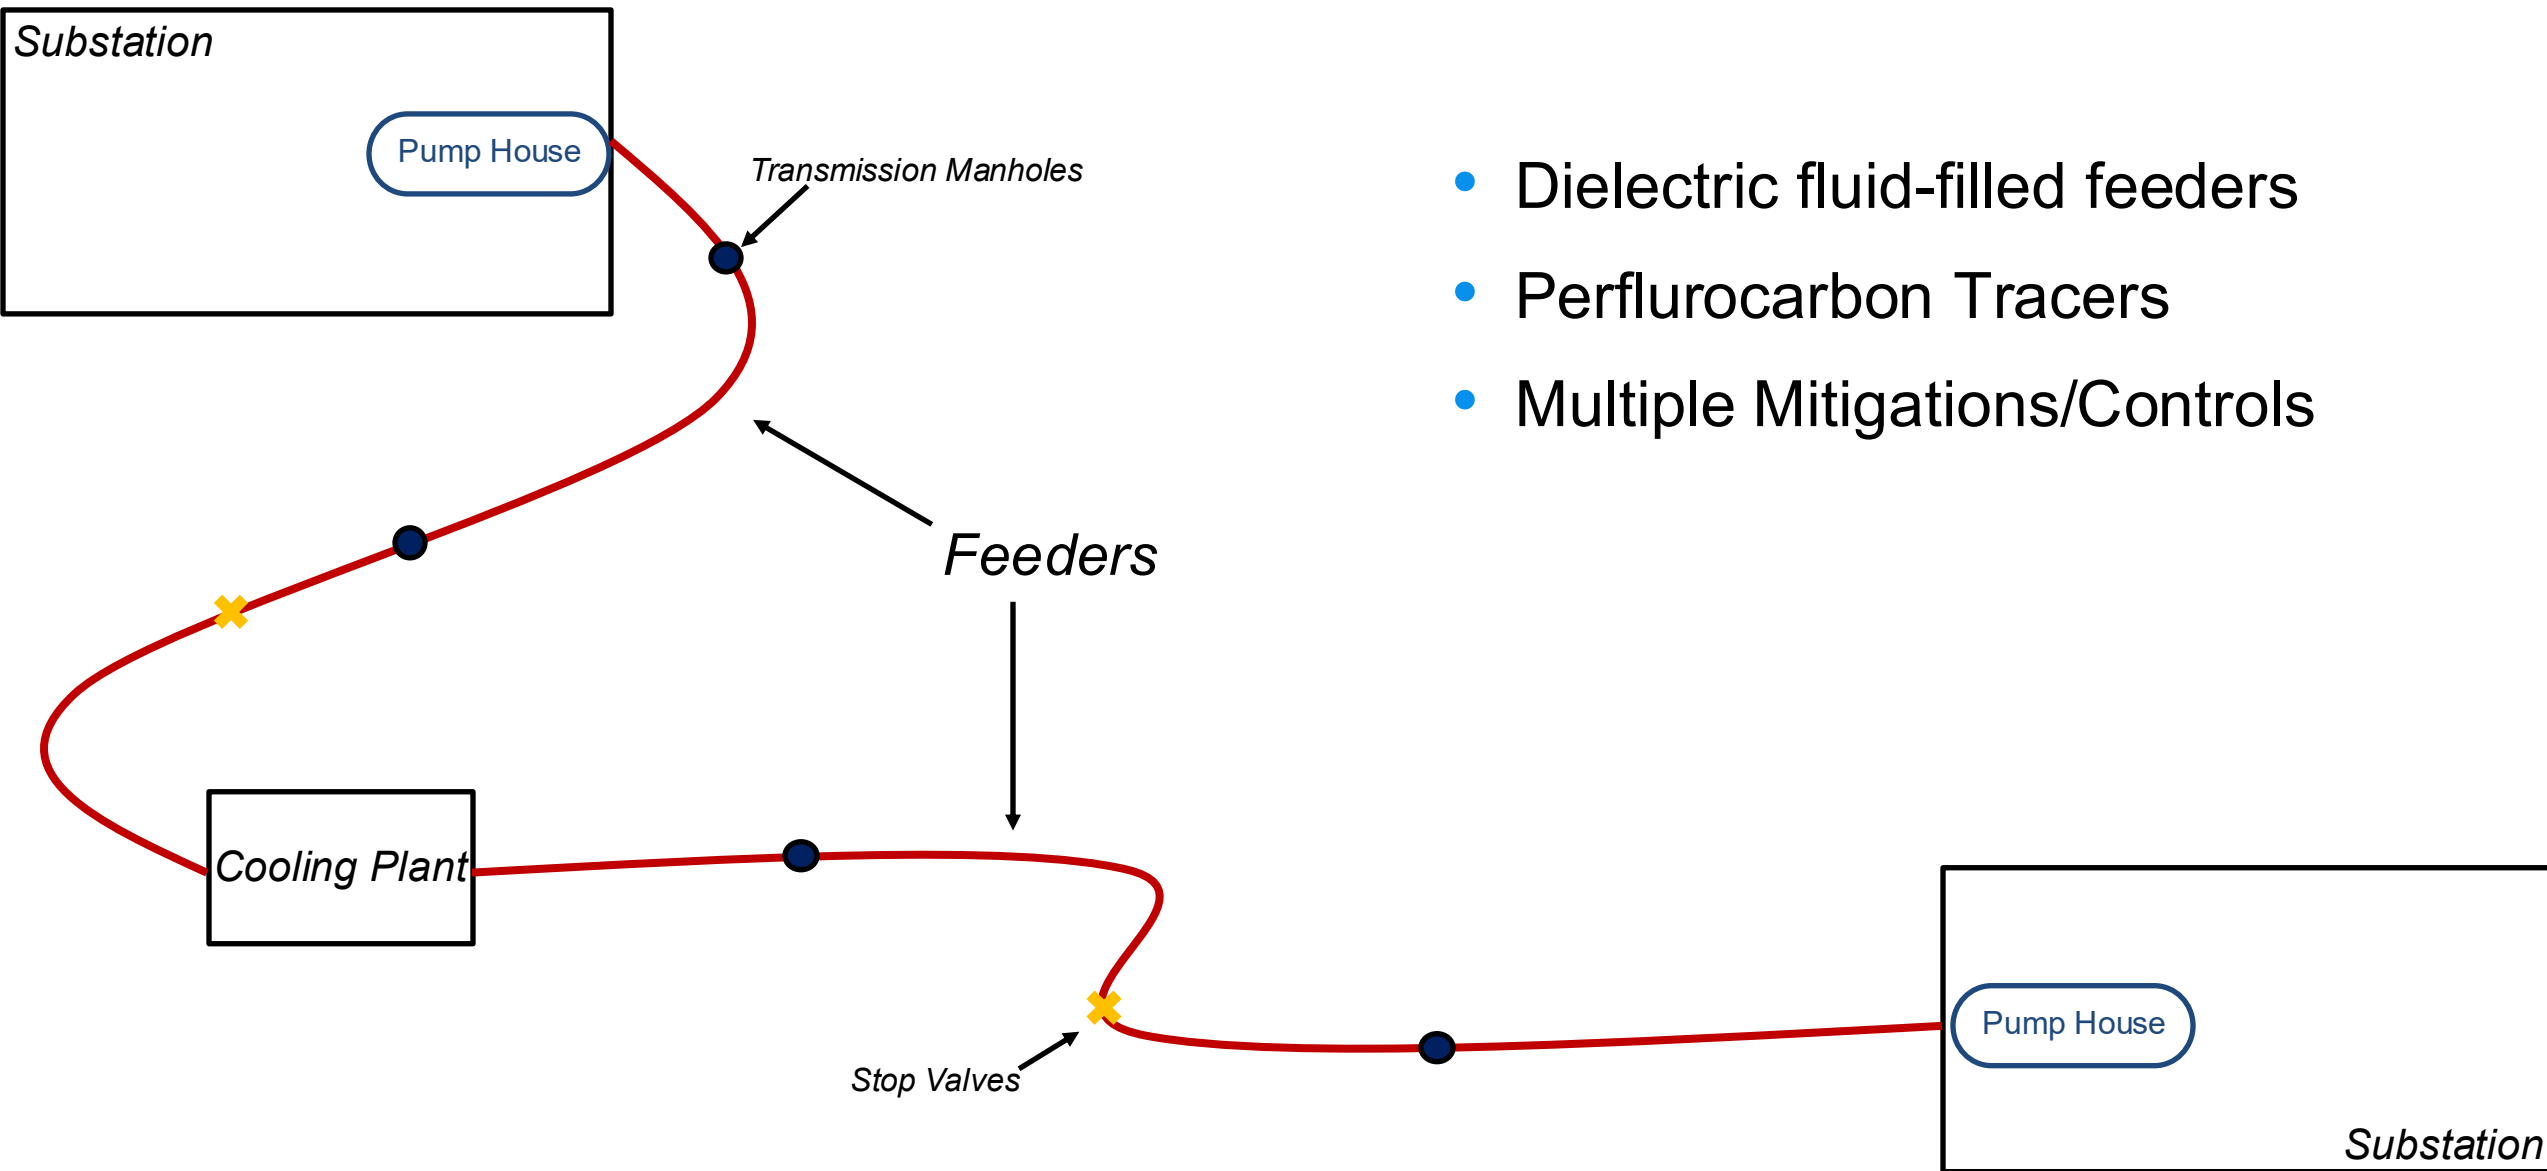 Substation
Pump House
Transmission Manholes
• Dielectric fluid-filled feeders
• Perflurocarbon Tracers
• Multiple Mitigations/Controls
Feeders
Cooling Plant
Stop Valves
Pump House
Substation